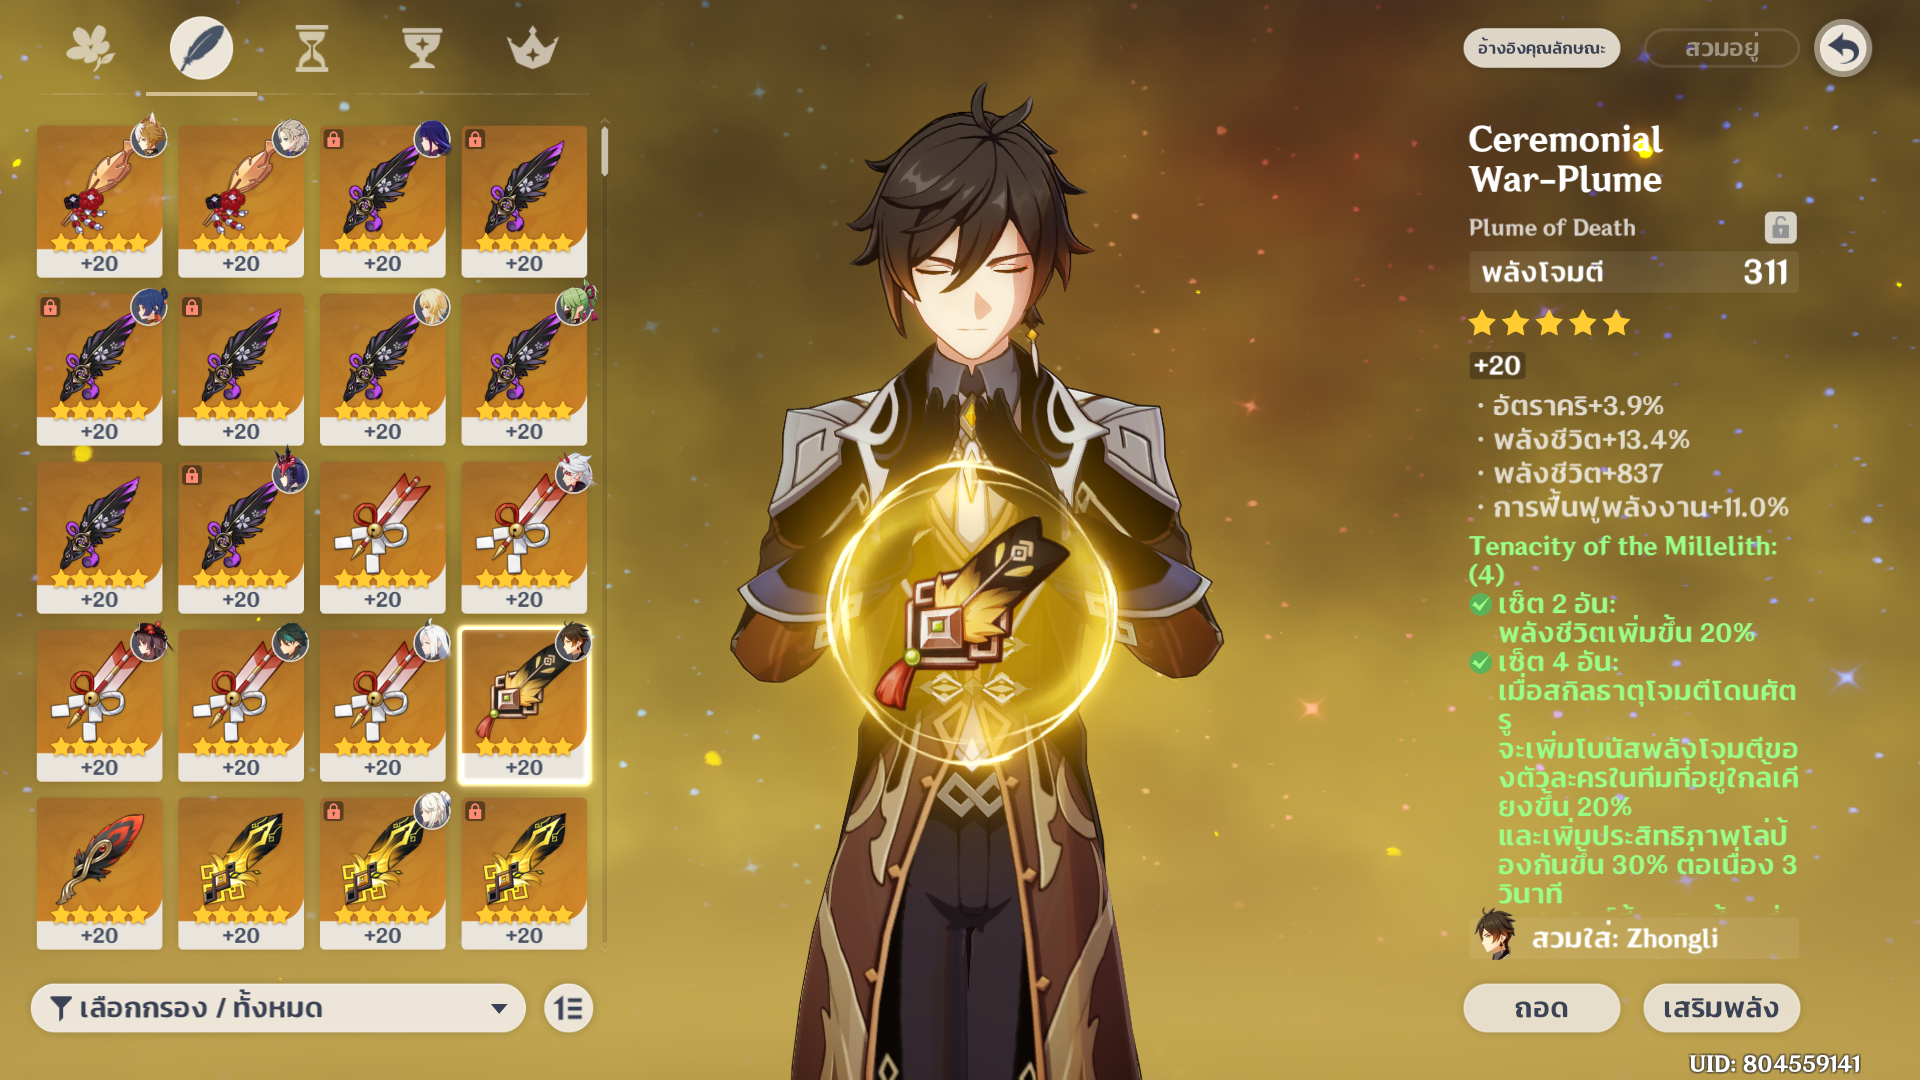 อ้างอิงคุณลักษณะ
สวมอยู่
Ceremonial
War-Plume
Plume of Death
พลังโจมตี 311
+20
· อัตราคริ+3.9%
· พลังชีวิต+13.4%
· พลังชีวิต+837
· การฟื้นฟูพลังงาน+11.0%
Tenacity of the Millelith:
(4)
เซ็ต 2 อัน:
พลังชีวิตเพิ่มขึ้น 20%
เซ็ต 4 อัน:
เมื่อสกิลธาตุโจมตีโดนศัต
รู
จะเพิ่มโบนัสพลังโจมตีขอ
งตัวละครในทีมที่อยู่ใกล้เคี
ยงขึ้น 20%
และเพิ่มประสิทธิภาพโล่ป้
องกันขึ้น 30% ต่อเนื่อง 3
วินาที
สวมใส่: Zhongli
ถอด
เสริมพลัง
+20 +20 +20 +20
+20 +20 +20 +20
+20 +20 +20 +20
+20 +20 +20 +20
+20 +20 +20 +20
เลือกกรอง / ทั้งหมด
UID: 804559141